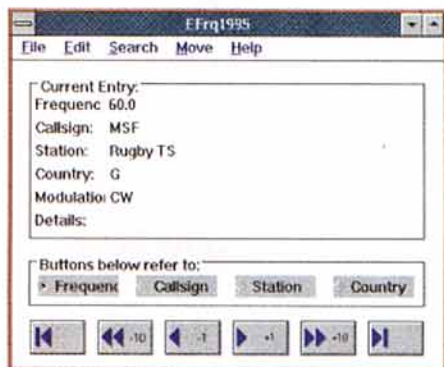 EFrq1995
File Edit Search Move Help
Current Entry:
Frequenc 60.0
Callsign: MSF
Station: Rugby TS
Country: G
Modulatio: CW
Details:
Buttons below refer to:
Frequenc Callsign Station Country
-10 -1 +1 +10